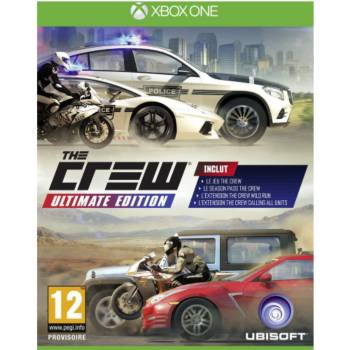 XBOX ONE
POLICE
THE
CREW
ULTIMATE EDITION
INCLUT
• LE JEU THE CREW
• LE SEASON PASS THE CREW
• L'EXTENSION THE CREW WILD RUN
• L'EXTENSION THE CREW CALLING ALL UNITS
12
www.pegi.info
PROVISOIRE
UBISOFT